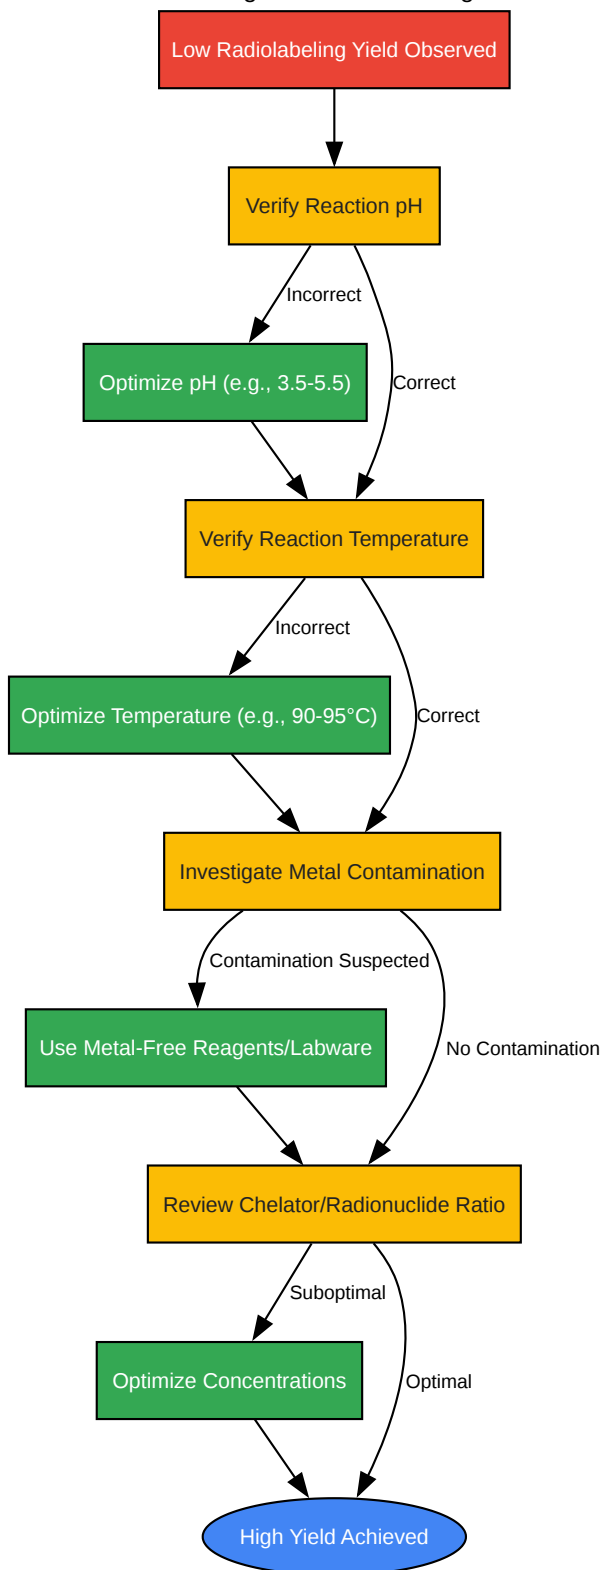 Low Radiolabeling Yield Observed
Verify Reaction pH
Incorrect
Optimize pH (e.g., 3.5-5.5)
Correct
Verify Reaction Temperature
Incorrect
Optimize Temperature (e.g., 90-95°C)
Correct
Investigate Metal Contamination
Contamination Suspected
Use Metal-Free Reagents/Labware
No Contamination
Review Chelator/Radionuclide Ratio
Suboptimal
Optimize Concentrations
Optimal
High Yield Achieved